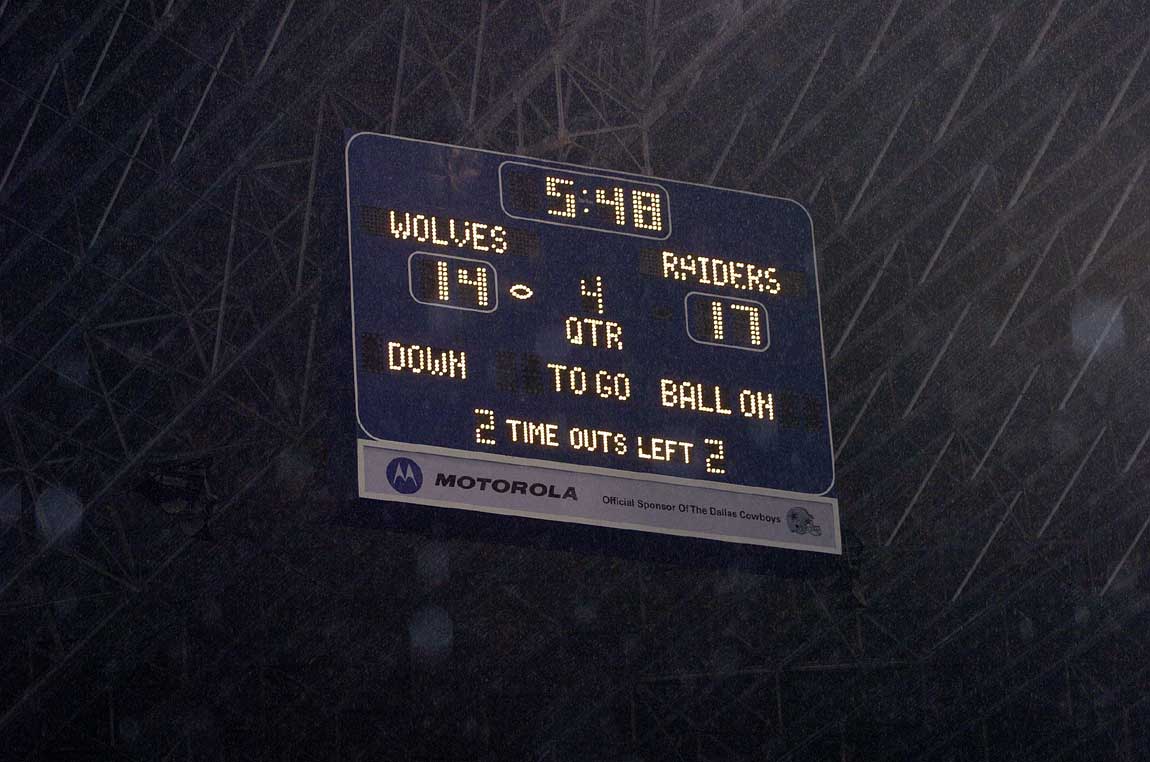 5:48
WOLVES
RAIDERS
14
4
17
QTR
DOWN
TO GO
BALL ON
2 TIME OUTS LEFT 2
MOTOROLA
Official Sponsor Of The Dallas Cowboys